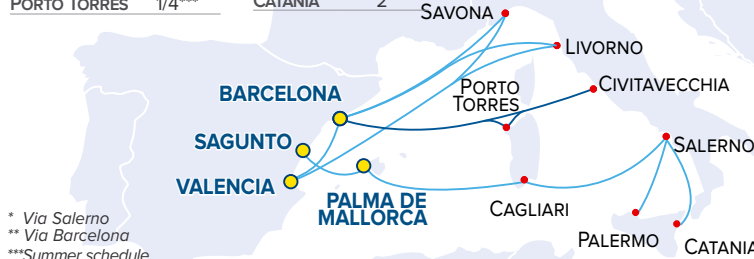 PORTO TORRES 1/4***
CATANIA 2
SAVONA
LIVORNO
BARCELONA
PORTO
TORRES
CIVITAVECCHIA
SAGUNTO
SALERNO
VALENCIA
PALMA DE
MALLORCA
CAGLIARI
PALERMO
CATANIA
* Via Salerno
** Via Barcelona
***Summer schedule